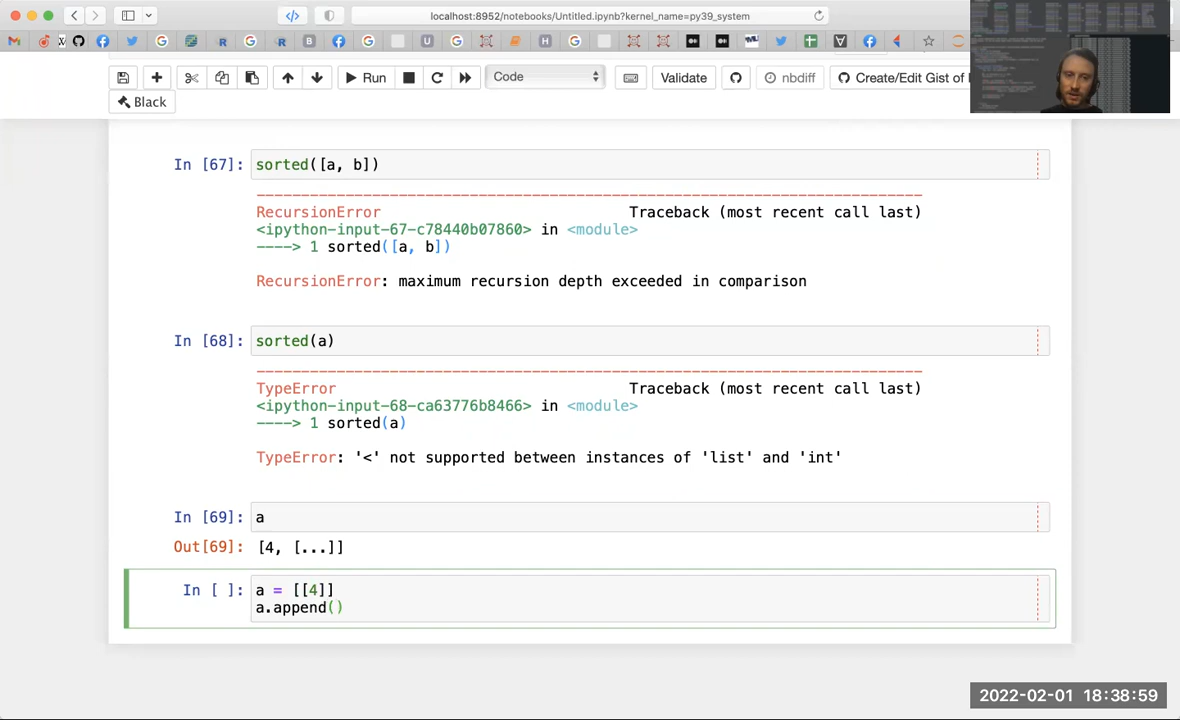 localhost:8952/notebooks/Untitled.ipynb?kernel_name=py39_system
Run Code Validate nbdiff Create/Edit Gist of
Black
In [67]: sorted([a, b])
RecursionError Traceback (most recent call last)
<ipython-input-67-c78440b07860> in <module>
----> 1 sorted([a, b])
RecursionError: maximum recursion depth exceeded in comparison
In [68]: sorted(a)
TypeError Traceback (most recent call last)
<ipython-input-68-ca63776b8466> in <module>
----> 1 sorted(a)
TypeError: '<' not supported between instances of 'list' and 'int'
In [69]: a
Out[69]: [4, [...]]
In [ ]: a = [[4]]
a.append()
2022-02-01 18:38:59